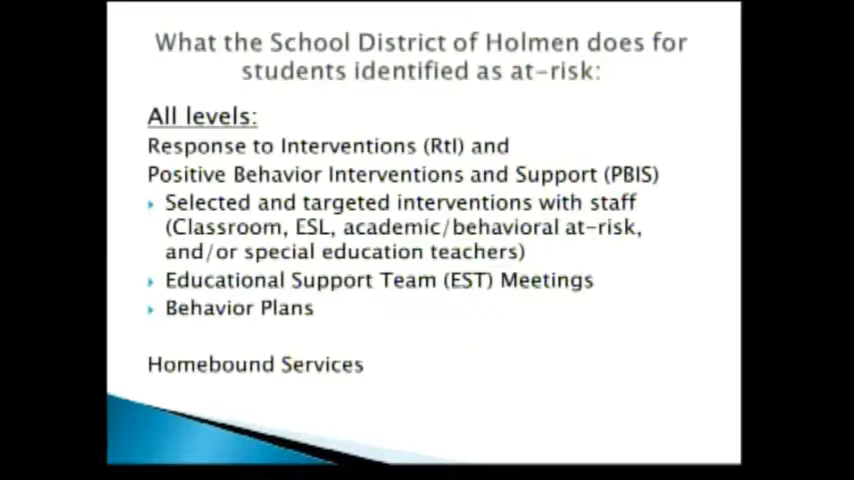 What the School District of Holmen does for
students identified as at-risk:
All levels:
Response to Interventions (RtI) and
Positive Behavior Interventions and Support (PBIS)
Selected and targeted interventions with staff
(Classroom, ESL, academic/behavioral at-risk,
and/or special education teachers)
Educational Support Team (EST) Meetings
Behavior Plans
Homebound Services